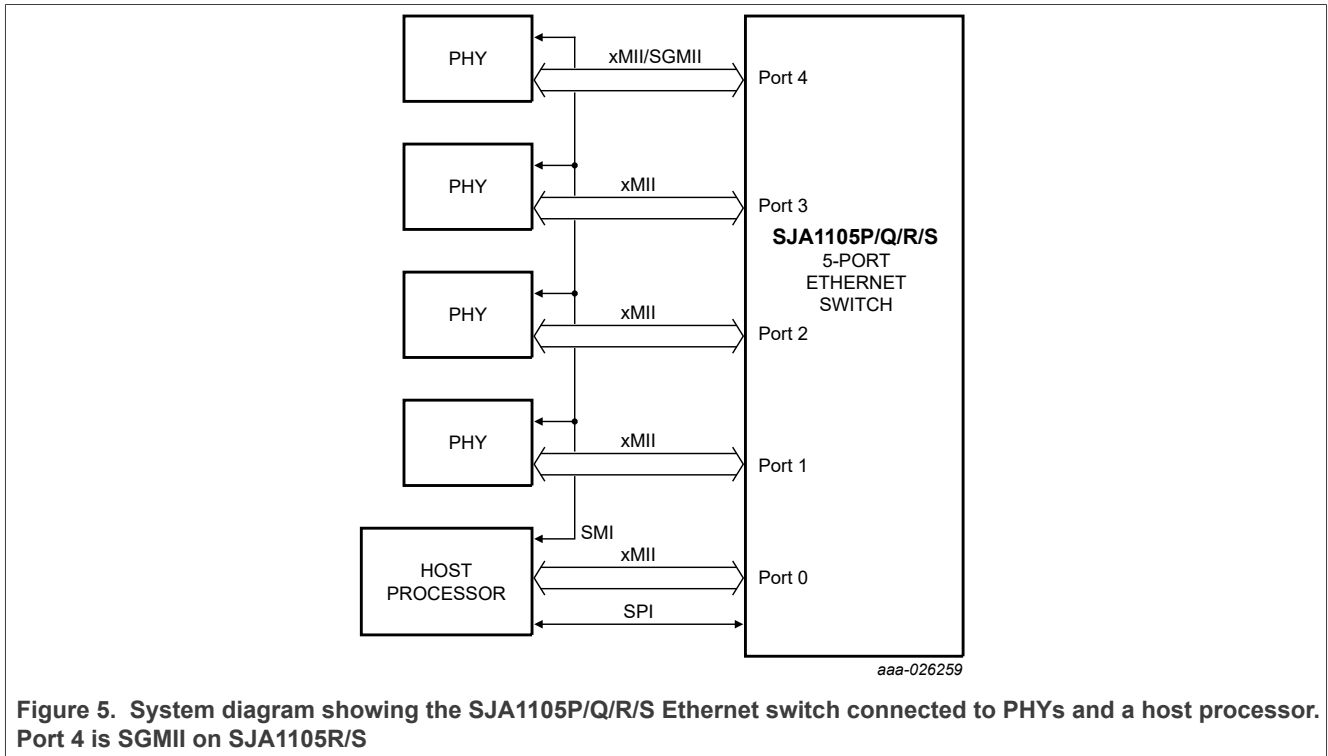 PHY
xMII/SGMII
Port 4
PHY
xMII
Port 3
SJA1105P/Q/R/S
5-PORT
ETHERNET
SWITCH
PHY
xMII
Port 2
PHY
xMII
Port 1
SMI
HOST
PROCESSOR
xMII
Port 0
SPI
aaa-026259
Figure 5. System diagram showing the SJA1105P/Q/R/S Ethernet switch connected to PHYs and a host processor.
Port 4 is SGMII on SJA1105R/S